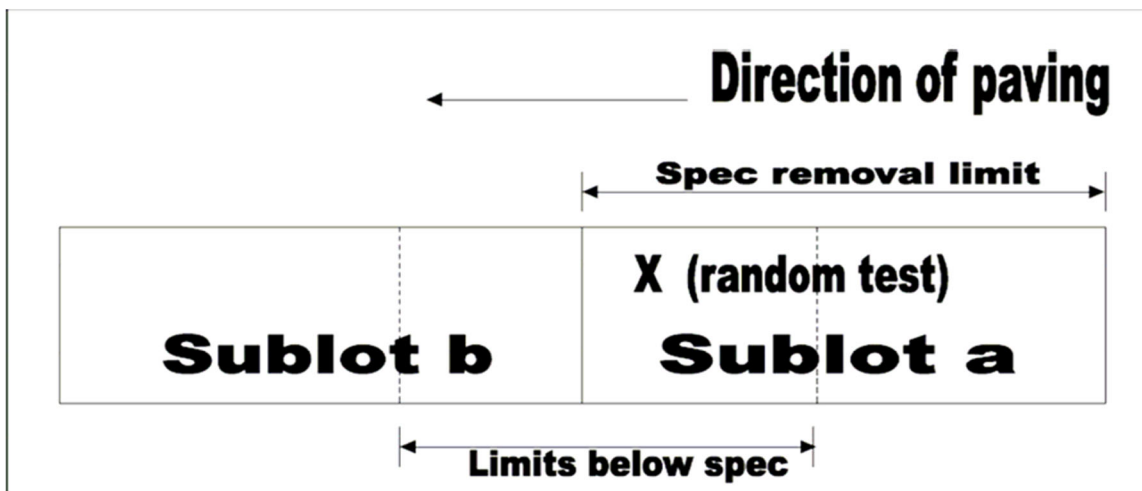 Direction of paving
Spec removal limit
X (random test)
Sublot b
Sublot a
Limits below spec